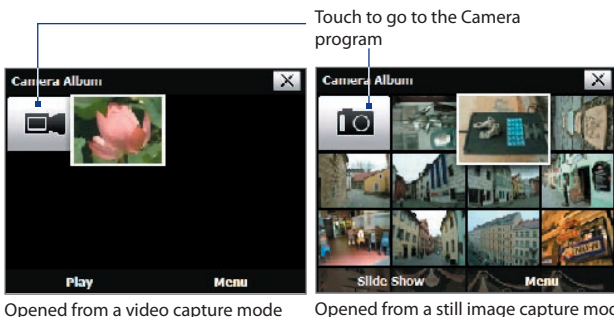 Touch to go to the Camera
program
Camera Album
Camera Album
Play
Menu
Slide Show
Menu
Opened from a video capture mode
Opened from a still image capture